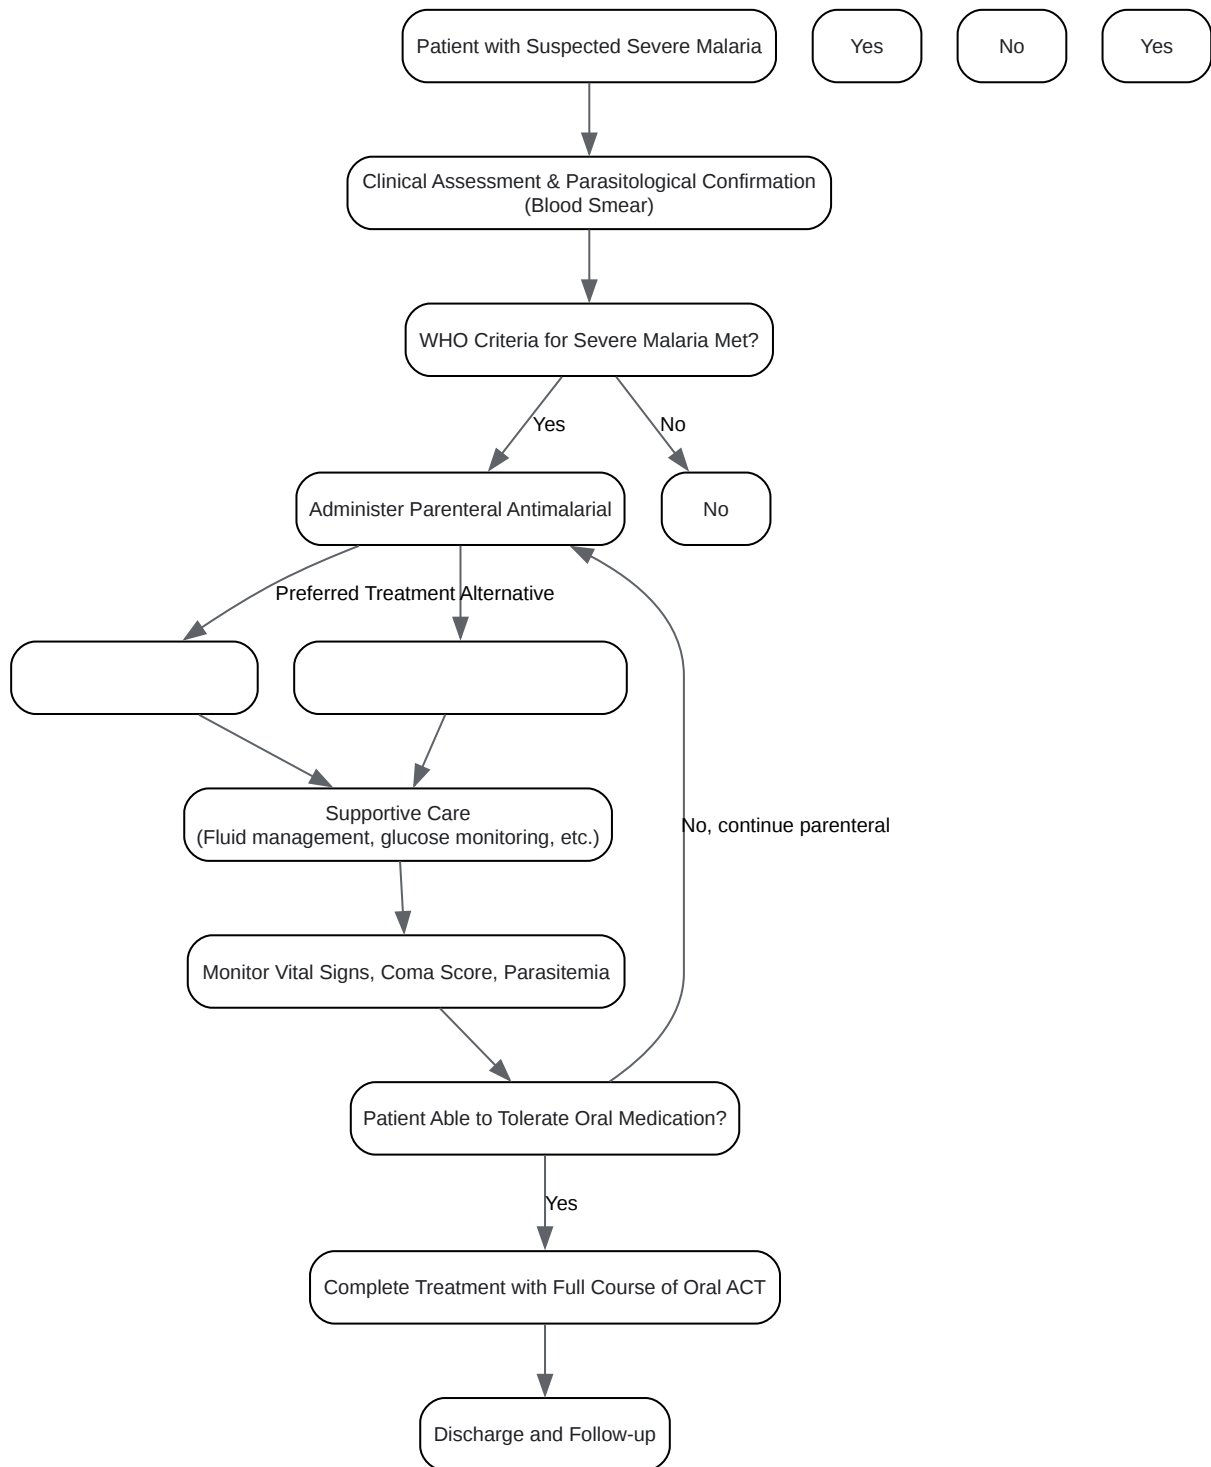 Patient with Suspected Severe Malaria
Yes
No
Yes
Clinical Assessment & Parasitological Confirmation
(Blood Smear)
WHO Criteria for Severe Malaria Met?
Yes
No
Administer Parenteral Antimalarial
No
Preferred Treatment
Alternative
Supportive Care
(Fluid management, glucose monitoring, etc.)
No, continue parenteral
Monitor Vital Signs, Coma Score, Parasitemia
Patient Able to Tolerate Oral Medication?
Yes
Complete Treatment with Full Course of Oral ACT
Discharge and Follow-up